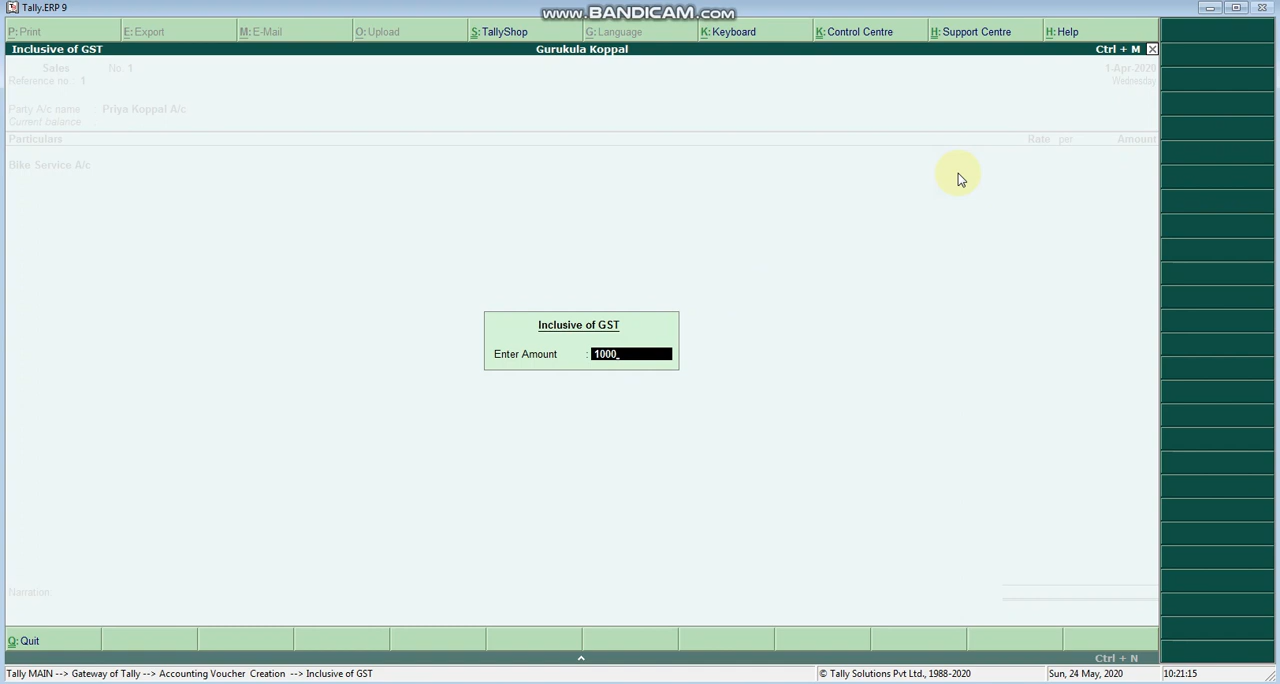 Tally.ERP 9
www.BANDICAM.com
P: Print E: Export M: E-Mail O: Upload S: TallyShop G: Language K: Keyboard K: Control Centre H: Support Centre H: Help
Inclusive of GST Gurukula Koppal Ctrl + M
Sales No. 1 1-Apr-2020
Reference no.: 1 Wednesday
Party A/c name Priya Koppal A/c
Current balance :
Particulars Rate per Amount
Bike Service A/c
Inclusive of GST
Enter Amount : 1000
Narration:
Q: Quit
Ctrl + N
Tally MAIN --> Gateway of Tally --> Accounting Voucher Creation --> Inclusive of GST © Tally Solutions Pvt Ltd., 1988-2020 Sun, 24 May, 2020 10:21:15